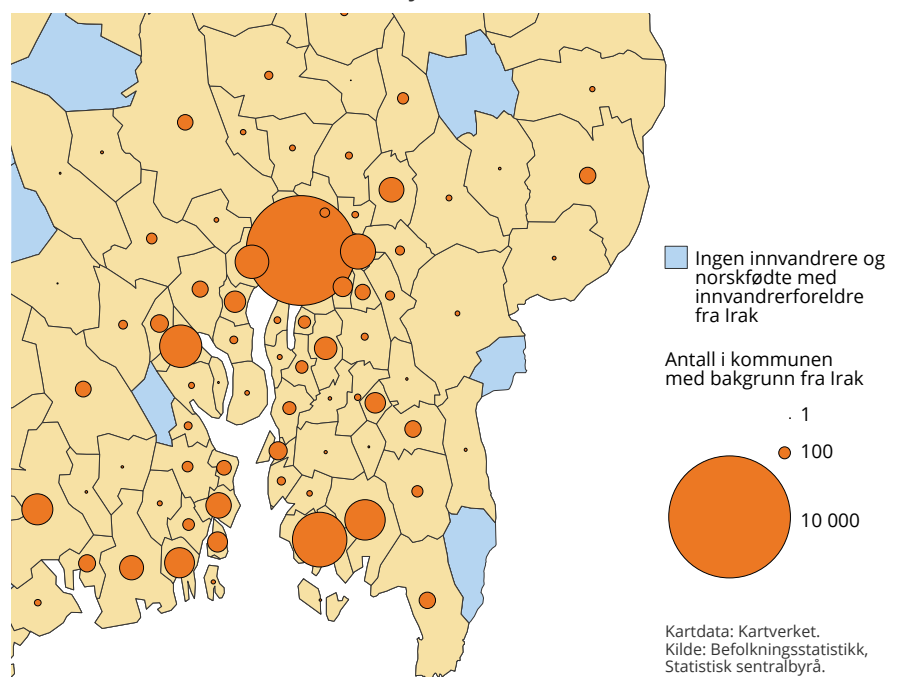 Ingen innvandrere og
norskfødte med
innvandrerforeldre
fra Irak
Antall i kommunen
med bakgrunn fra Irak
1
100
10 000
Kartdata: Kartverket.
Kilde: Befolkningsstatistikk,
Statistisk sentralbyrå.